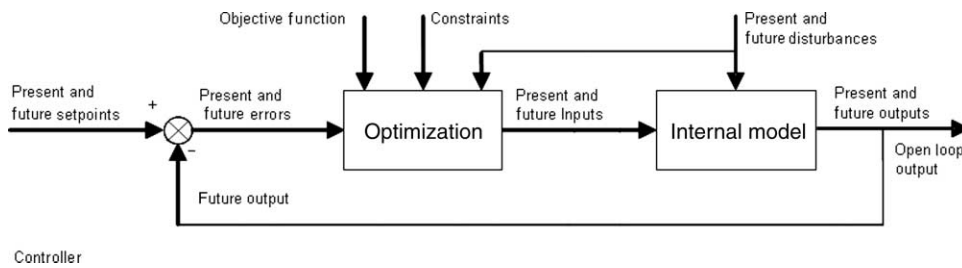 Objective function
Constraints
Present and
future disturbances
Present and
future setpoints
+
Present and
future errors
Optimization
Present and
future Inputs
Internal model
Present and
future outputs
−
Open loop
output
Future output
Controller